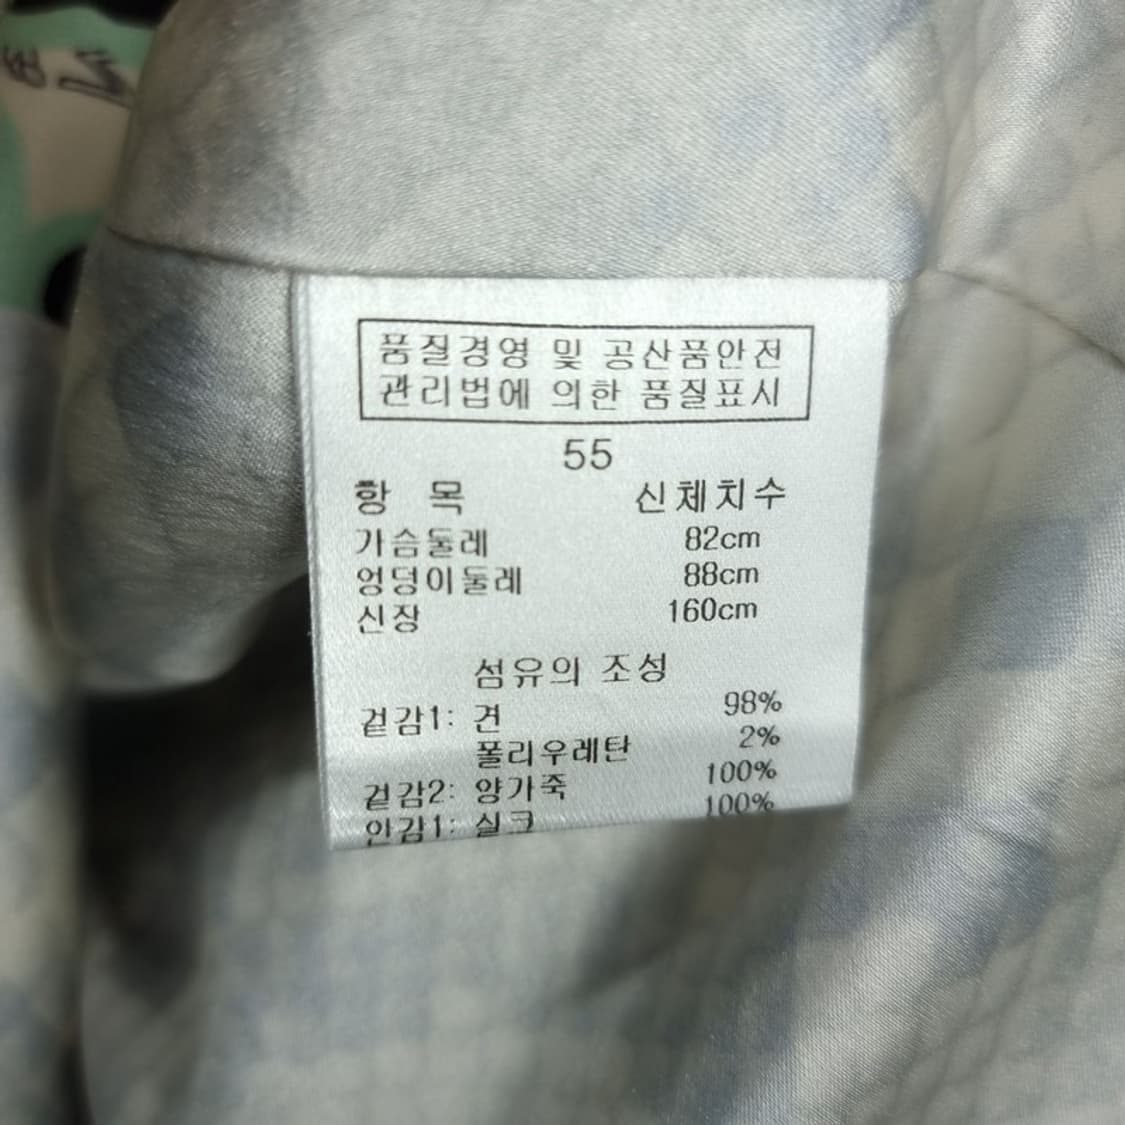 품질경영 및 공산품안전
관리법에 의한 품질표시
55
항 목 신체치수
가슴둘레 82cm
엉덩이둘레 88cm
신장 160cm
섬유의 조성
겉감1: 견 98%
폴리우레탄 2%
겉감2: 양가죽 100%
안감1: 실크 100%